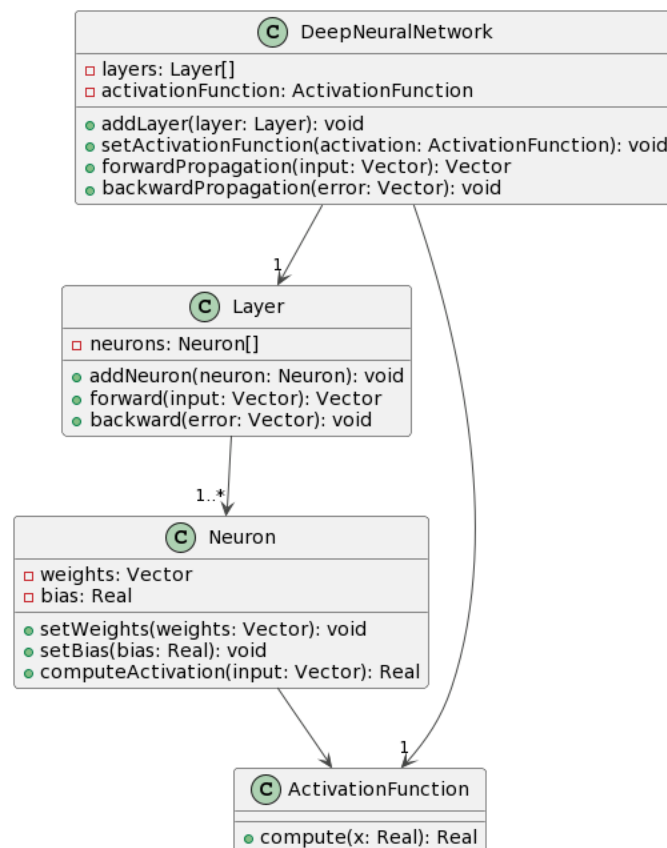 C DeepNeuralNetwork
layers: Layer[]
activationFunction: ActivationFunction
addLayer(layer: Layer): void
setActivationFunction(activation: ActivationFunction): void
forwardPropagation(input: Vector): Vector
backwardPropagation(error: Vector): void
1
C Layer
neurons: Neuron[]
addNeuron(neuron: Neuron): void
forward(input: Vector): Vector
backward(error: Vector): void
1..*
C Neuron
weights: Vector
bias: Real
setWeights(weights: Vector): void
setBias(bias: Real): void
computeActivation(input: Vector): Real
1
C ActivationFunction
compute(x: Real): Real